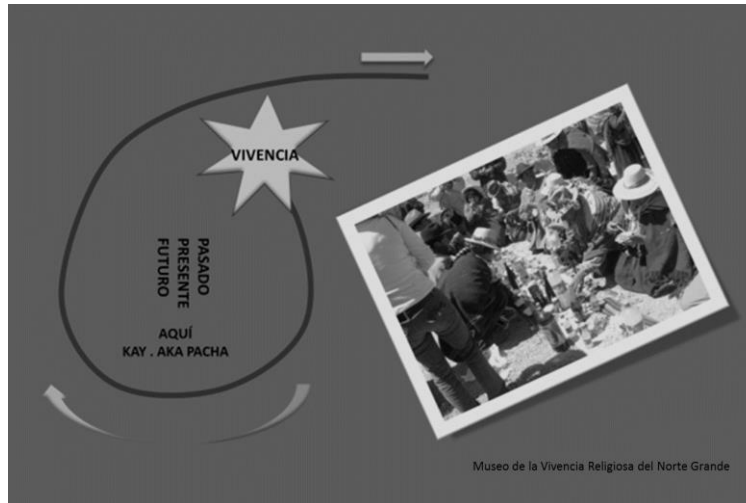 VIVENCIA
PASADO
PRESENTE
FUTURO
AQUÍ
KAY . AKA PACHA
Museo de la Vivencia Religiosa del Norte Grande